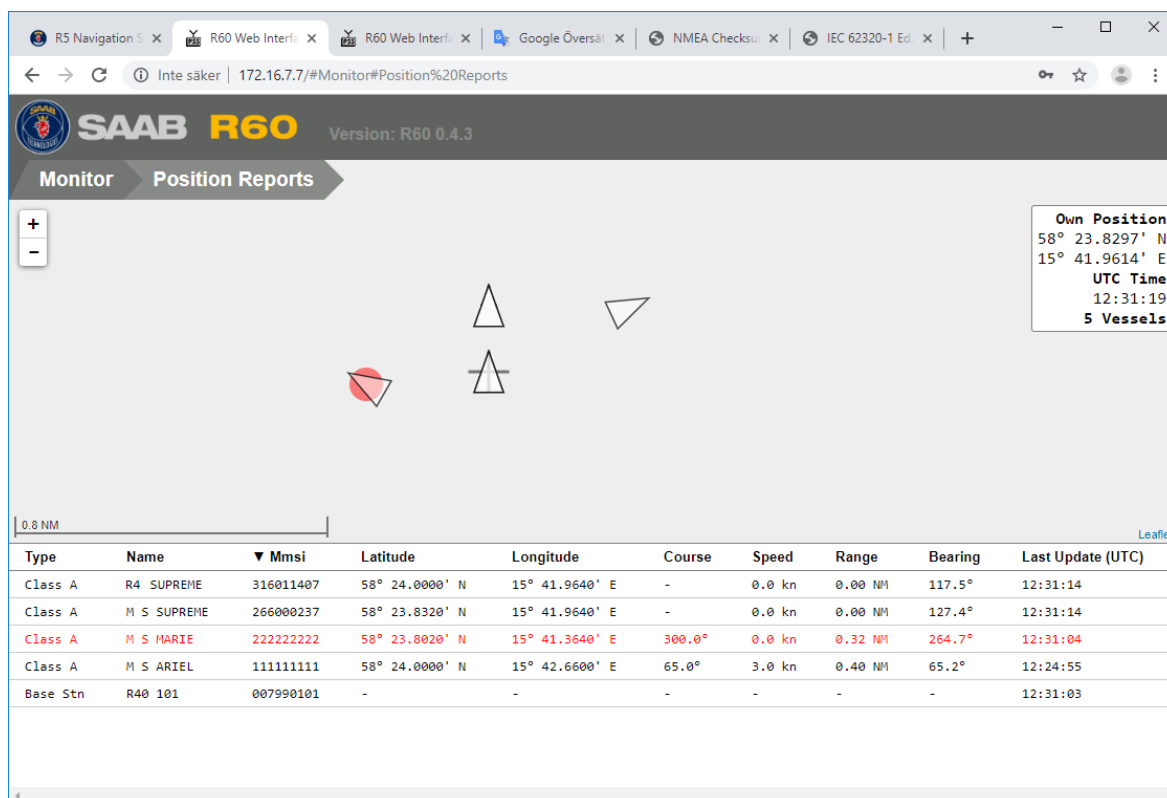 R5 Navigation S R60 Web Interfa R60 Web Interfa Google Översät NMEA Checksu IEC 62320-1 Ed.
Inte säker 172.16.7.7/#Monitor#Position%20Reports
SAAB R60 Version: R60 0.4.3
Monitor Position Reports
+
−
Own Position
58° 23.8297' N
15° 41.9614' E
UTC Time
12:31:19
5 Vessels
0.8 NM
Leafle
Type Name ▼ Mmsi Latitude Longitude Course Speed Range Bearing Last Update (UTC)
Class A R4 SUPREME 316011407 58° 24.0000' N 15° 41.9640' E - 0.0 kn 0.00 NM 117.5° 12:31:14
Class A M S SUPREME 266000237 58° 23.8320' N 15° 41.9640' E - 0.0 kn 0.00 NM 127.4° 12:31:14
Class A M S MARIE 222222222 58° 23.8020' N 15° 41.3640' E 300.0° 0.0 kn 0.32 NM 264.7° 12:31:04
Class A M S ARIEL 111111111 58° 24.0000' N 15° 42.6600' E 65.0° 3.0 kn 0.40 NM 65.2° 12:24:55
Base Stn R40 101 007990101 - - - - - - 12:31:03